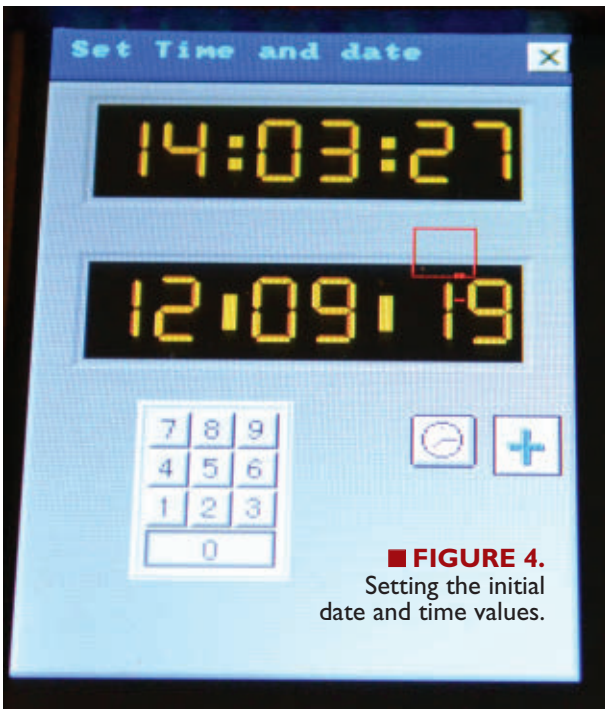 Set Time and date
14:03:27
12 09 19
7 8 9
4 5 6
1 2 3
0
■ FIGURE 4.
Setting the initial
date and time values.